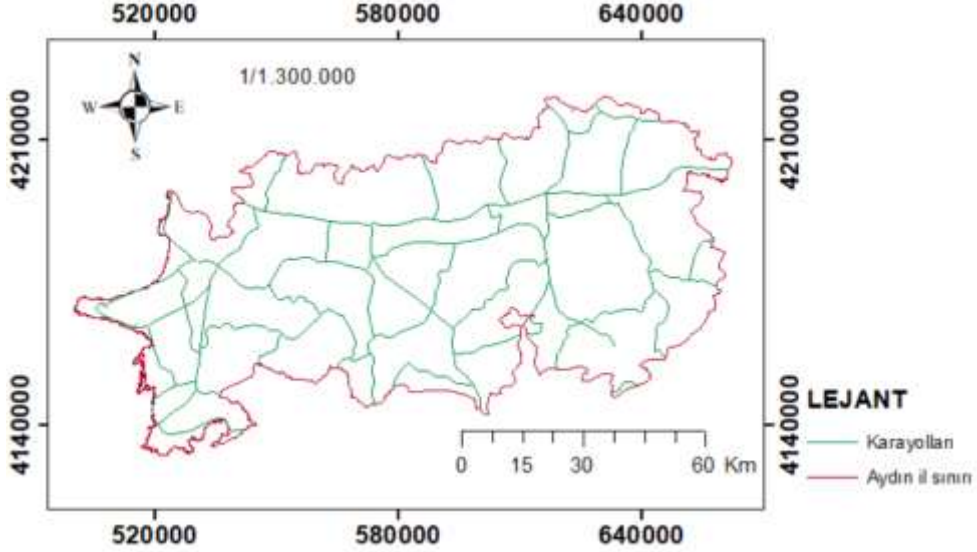 520000 580000 640000
N
W E
S
1/1.300.000
4210000 4210000
4140000 4140000
0 15 30 60 Km
520000 580000 640000
LEJANT
Karayolları
Aydın il sınırı